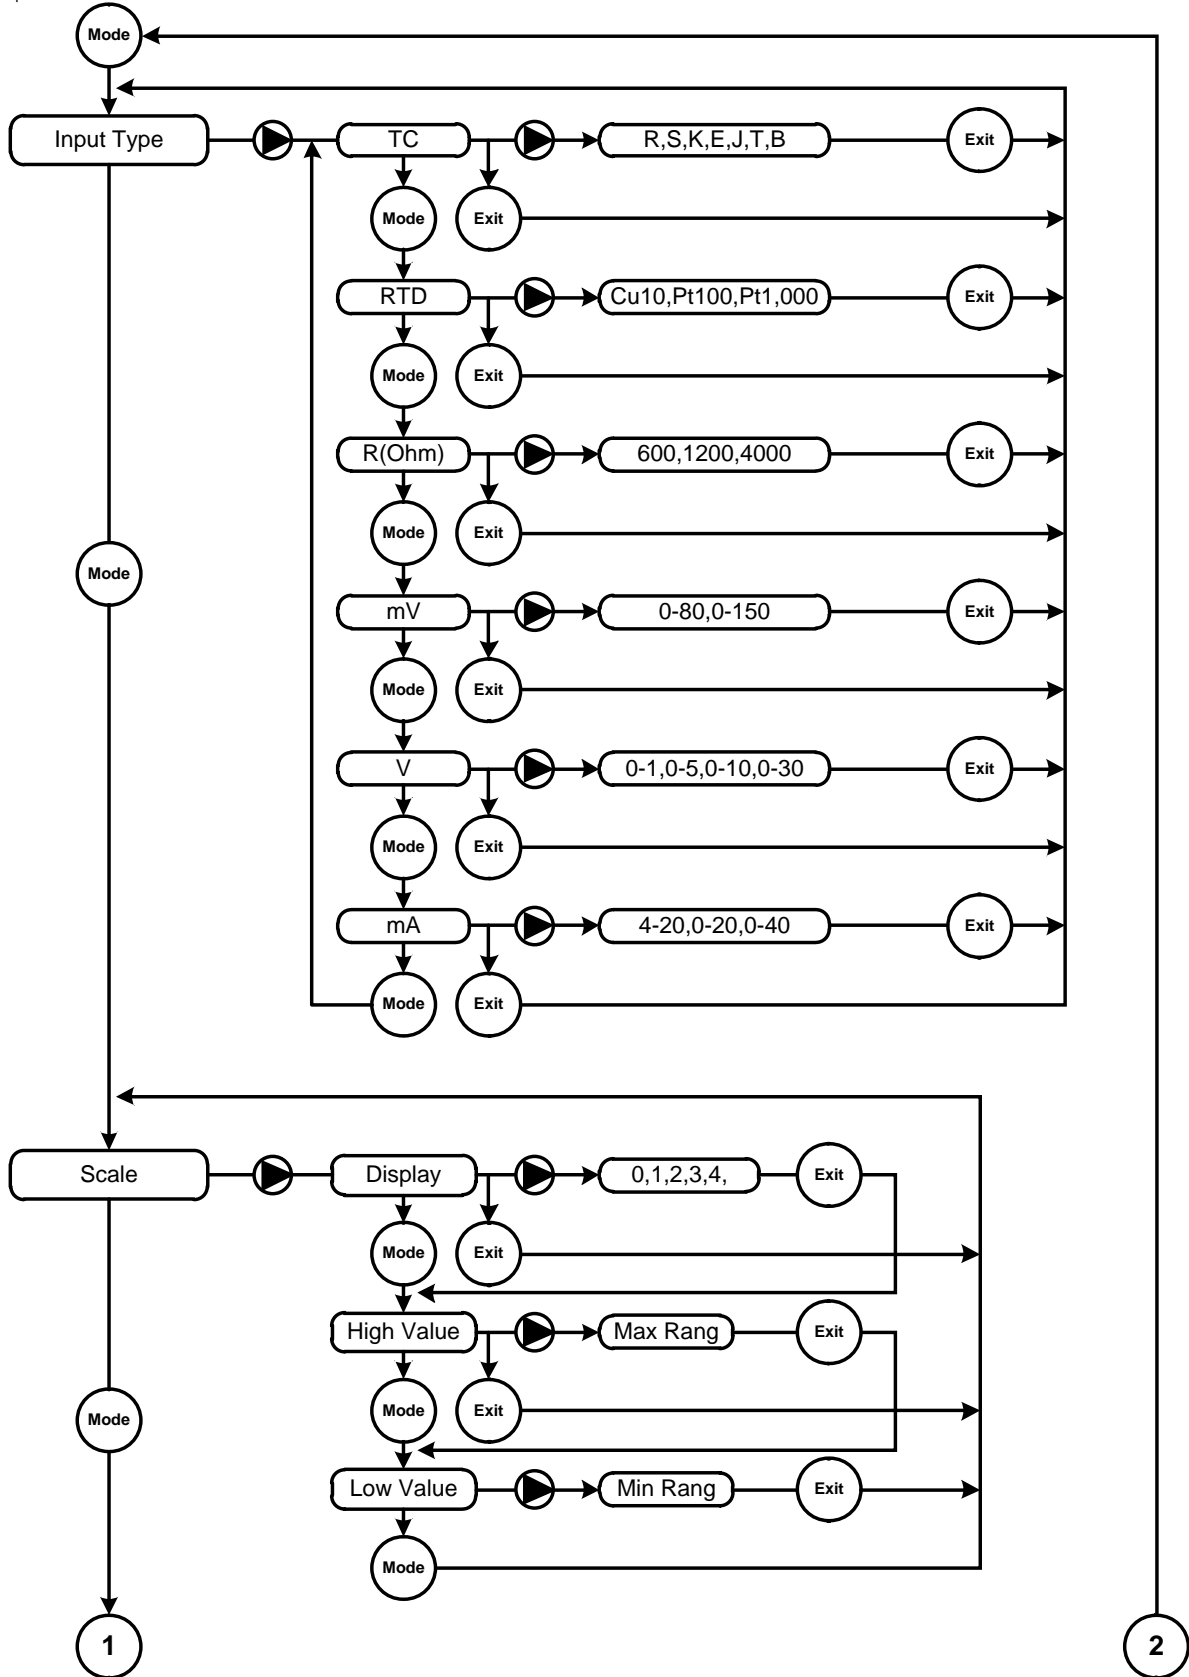 Mode
Input Type
TC
R,S,K,E,J,T,B
Exit
Mode
Exit
RTD
Cu10,Pt100,Pt1,000
Exit
Mode
Exit
R(Ohm)
600,1200,4000
Exit
Mode
Exit
Mode
mV
0-80,0-150
Exit
Mode
Exit
V
0-1,0-5,0-10,0-30
Exit
Mode
Exit
mA
4-20,0-20,0-40
Exit
Mode
Exit
Scale
Display
0,1,2,3,4,
Exit
Mode
Exit
High Value
Max Rang
Exit
Mode
Mode
Exit
Low Value
Min Rang
Exit
Mode
1
2